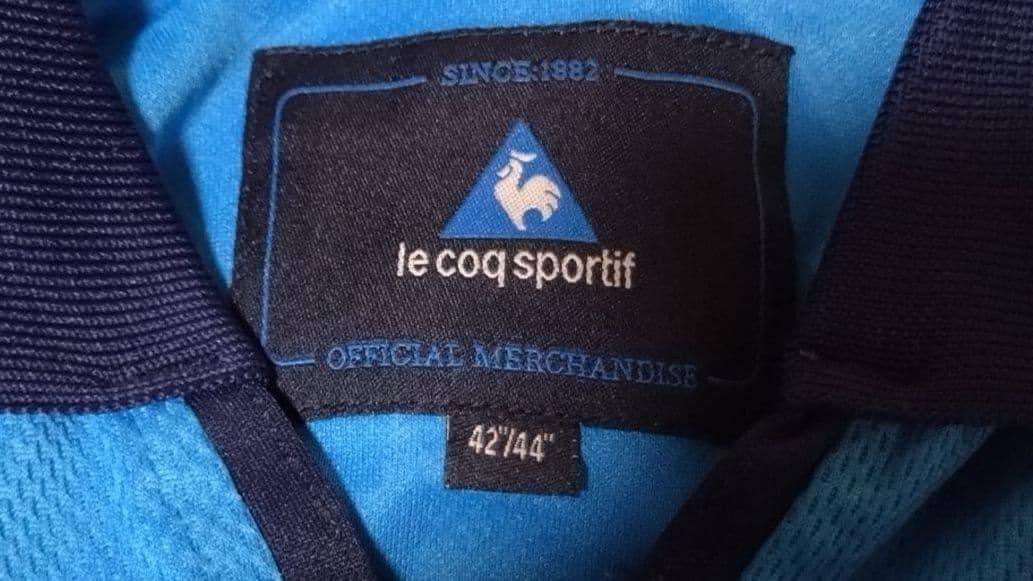 SINCE 1882
le coq sportif
OFFICIAL MERCHANDISE
42"/44"